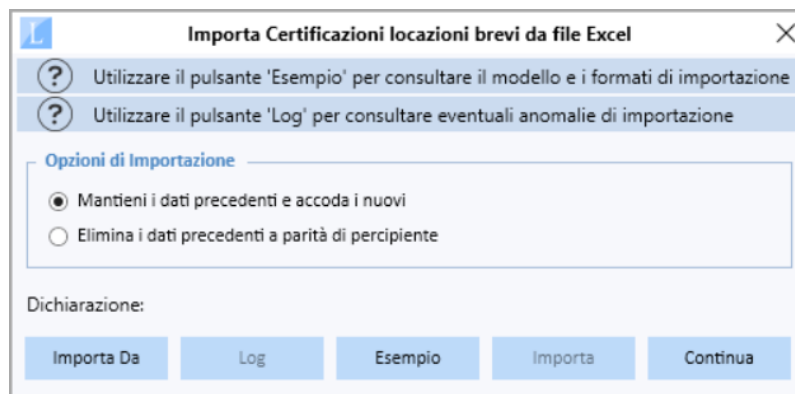 L
Importa Certificazioni locazioni brevi da file Excel
? Utilizzare il pulsante 'Esempio' per consultare il modello e i formati di importazione
? Utilizzare il pulsante 'Log' per consultare eventuali anomalie di importazione
Opzioni di Importazione
Mantieni i dati precedenti e accoda i nuovi
Elimina i dati precedenti a parità di percipiente
Dichiarazione:
Importa Da Log Esempio Importa Continua